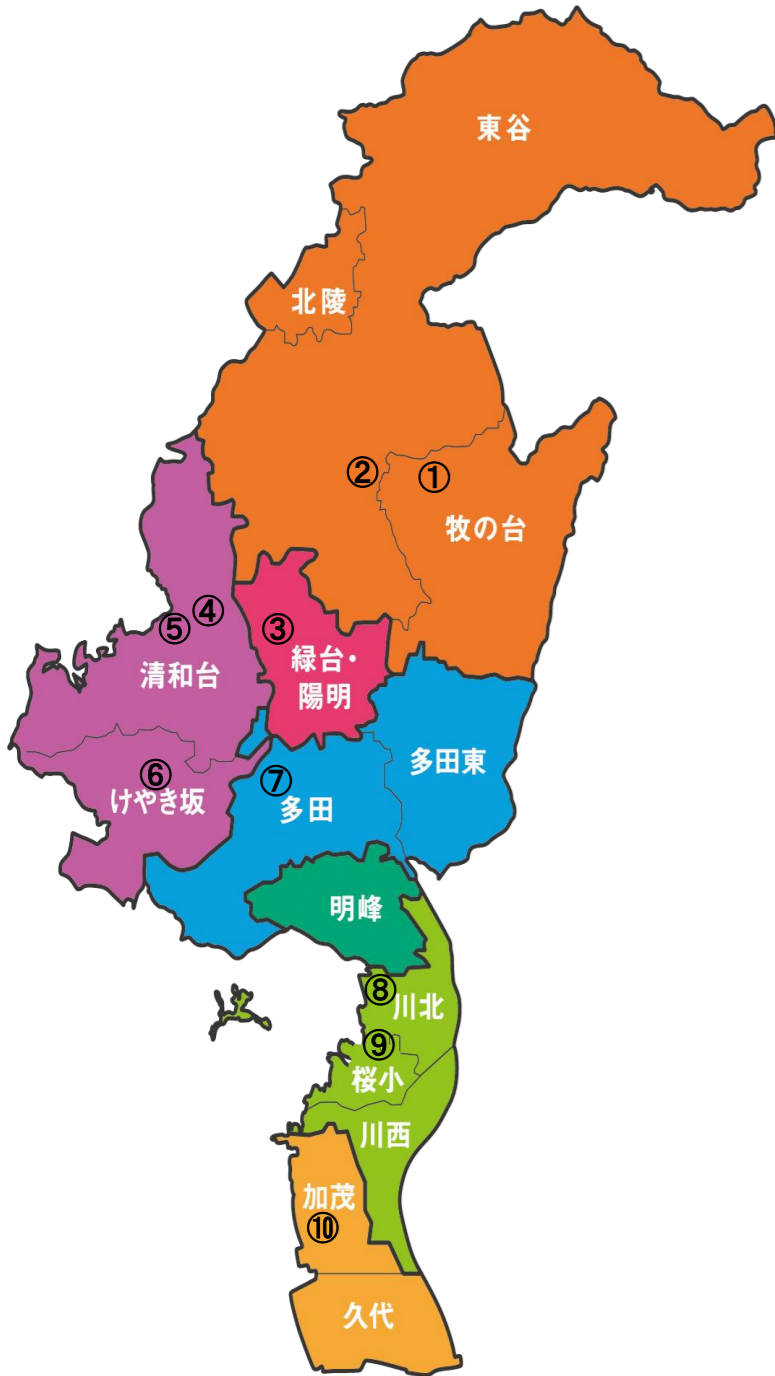 東谷
北陵
②
①
牧の台
④
⑤
③
緑台・
陽明
清和台
多田東
⑥
⑦
けやき坂
多田
明峰
⑧
川北
⑨
桜小
川西
加茂
⑩
久代